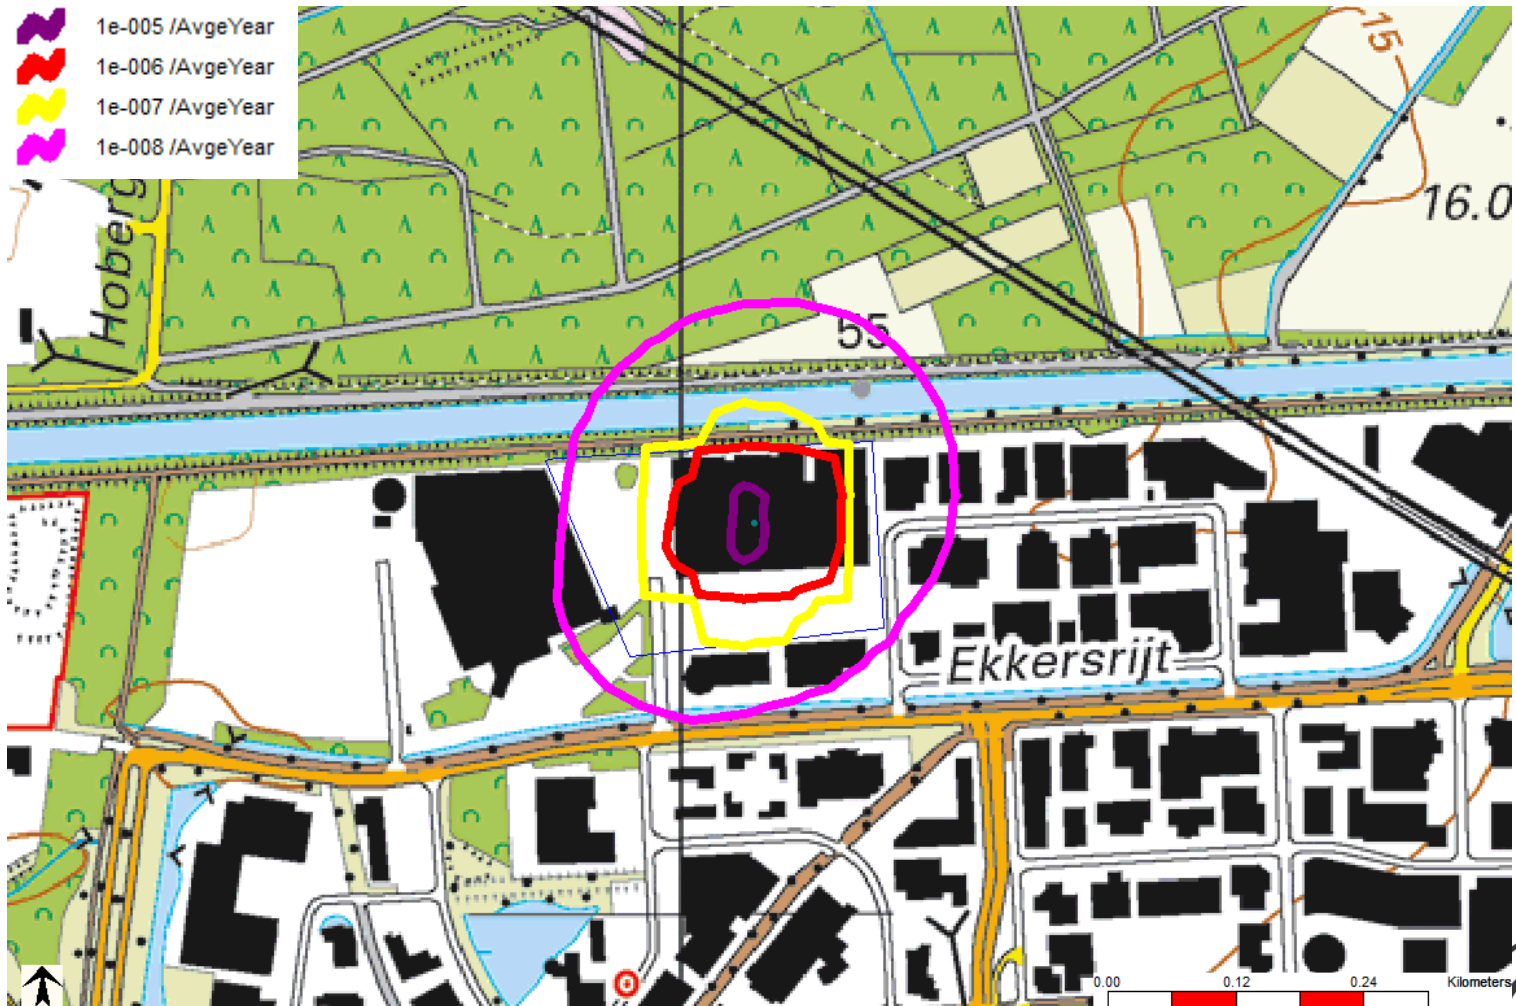 1e-005 /AvgeYear
1e-006 /AvgeYear
1e-007 /AvgeYear
1e-008 /AvgeYear
15
16.0
Hoberg
55
Ekkersrijt
0.00 0.12 0.24 Kilometers